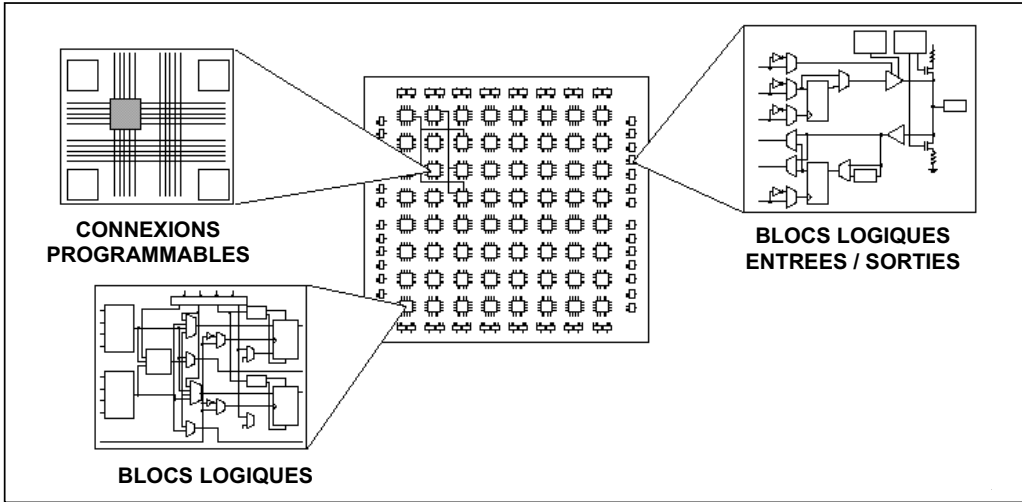 CONNEXIONS
PROGRAMMABLES
BLOCS LOGIQUES
ENTREES / SORTIES
BLOCS LOGIQUES